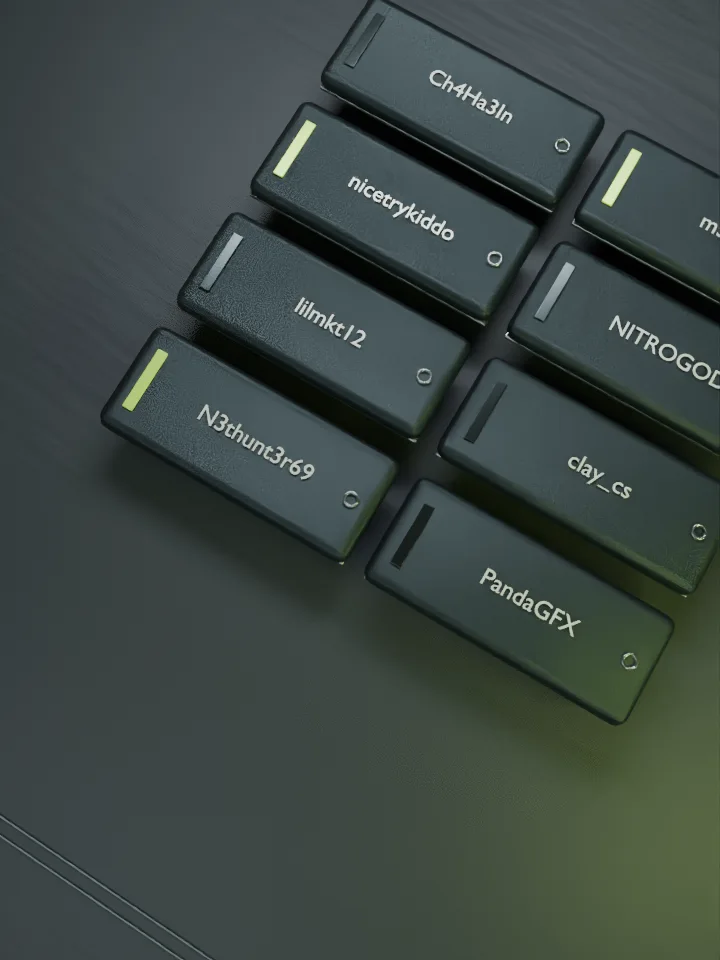 Ch4Ha3ln
nicetrykiddo
lilmkt12
N3thunt3r69
NITROGOD
clay_cs
PandaGFX